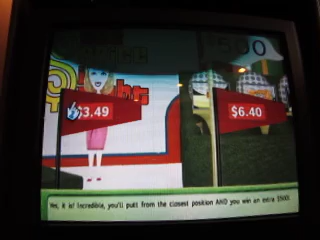 $500
$3.49
$6.40
Yes, it is! Incredible, you'll putt from the closest position AND you win an extra $500!